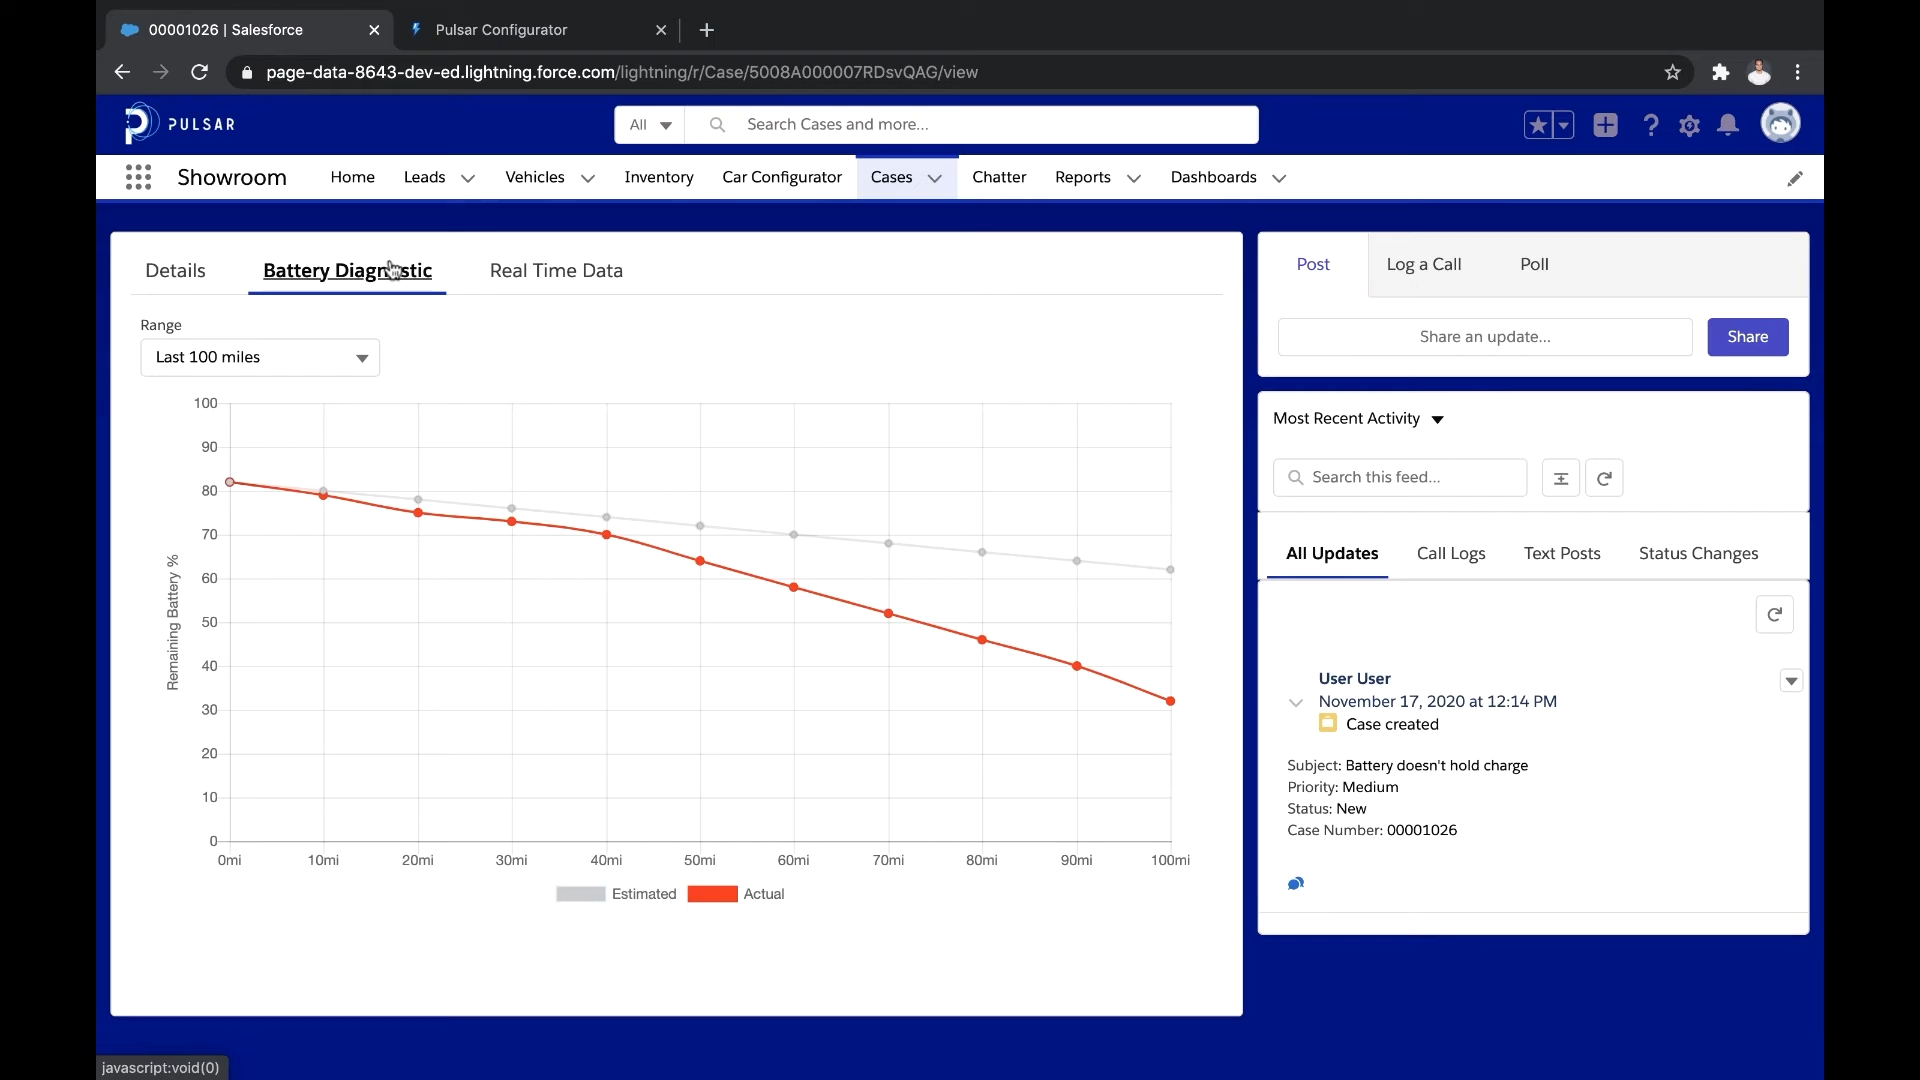 00001026 | Salesforce
Pulsar Configurator
page-data-8643-dev-ed.lightning.force.com/lightning/r/Case/5008A000007RDsvQAG/view
PULSAR
All
Search Cases and more...
Showroom
Home
Leads
Vehicles
Inventory
Car Configurator
Cases
Chatter
Reports
Dashboards
Details
Battery Diagnostic
Real Time Data
Range
Last 100 miles
100
90
80
70
60
50
40
30
20
10
0
Remaining Battery %
0mi
10mi
20mi
30mi
40mi
50mi
60mi
70mi
80mi
90mi
100mi
Estimated
Actual
Post
Log a Call
Poll
Share an update...
Share
Most Recent Activity
Search this feed...
All Updates
Call Logs
Text Posts
Status Changes
User User
November 17, 2020 at 12:14 PM
Case created
Subject: Battery doesn't hold charge
Priority: Medium
Status: New
Case Number: 00001026
javascript:void(0)